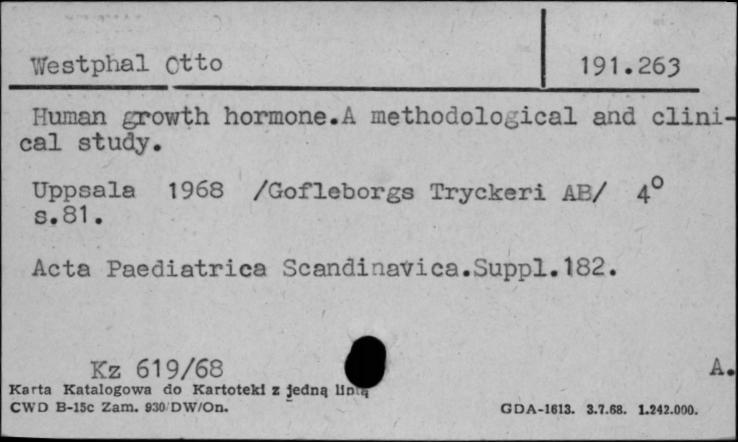 Westphal Otto 191.263
Human growth hormone.A methodological and clini-
cal study.
Uppsala 1968 /Gofleborgs Tryckeri AB/ 4°
s.81.
Acta Paediatrica Scandinavica.Suppl.182.
Kz 619/68 A.
Karta Katalogowa do Kartoteki z jedną linią
CWD B-15c Zam. 930/DW/On. GDA-1613. 3.7.68. 1.242.000.